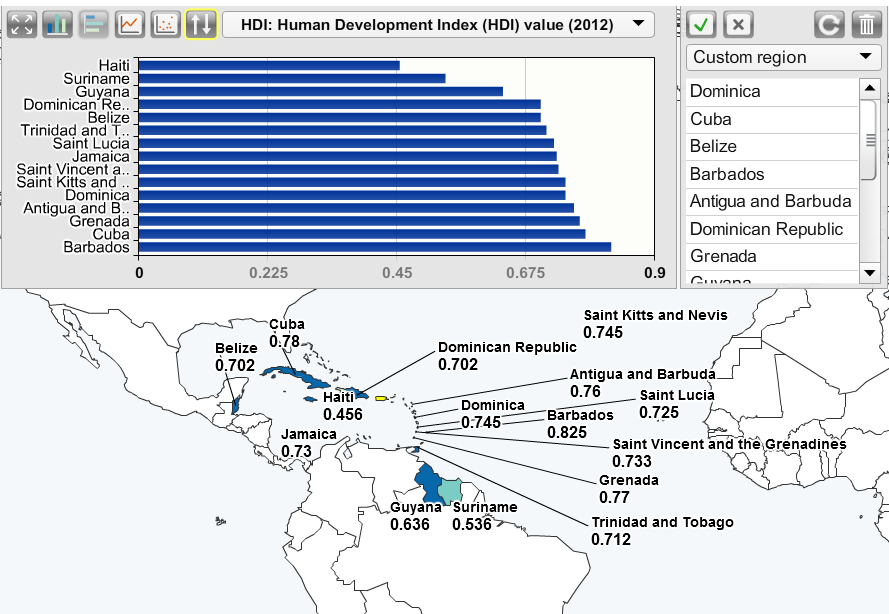 HDI: Human Development Index (HDI) value (2012)
Haiti
Suriname
Guyana
Dominican Re..
Belize
Trinidad and T..
Saint Lucia
Jamaica
Saint Vincent a..
Saint Kitts and ..
Dominica
Antigua and B..
Grenada
Cuba
Barbados
0 0.225 0.45 0.675 0.9
Custom region
Dominica
Cuba
Belize
Barbados
Antigua and Barbuda
Dominican Republic
Grenada
Guyana
Saint Kitts and Nevis
0.745
Cuba
0.78
Belize
0.702
Dominican Republic
0.702
Antigua and Barbuda
0.76
Haiti
0.456
Saint Lucia
0.725
Dominica
0.745
Barbados
0.825
Jamaica
0.73
Saint Vincent and the Grenadines
0.733
Grenada
0.77
Guyana
0.636
Suriname
0.536
Trinidad and Tobago
0.712